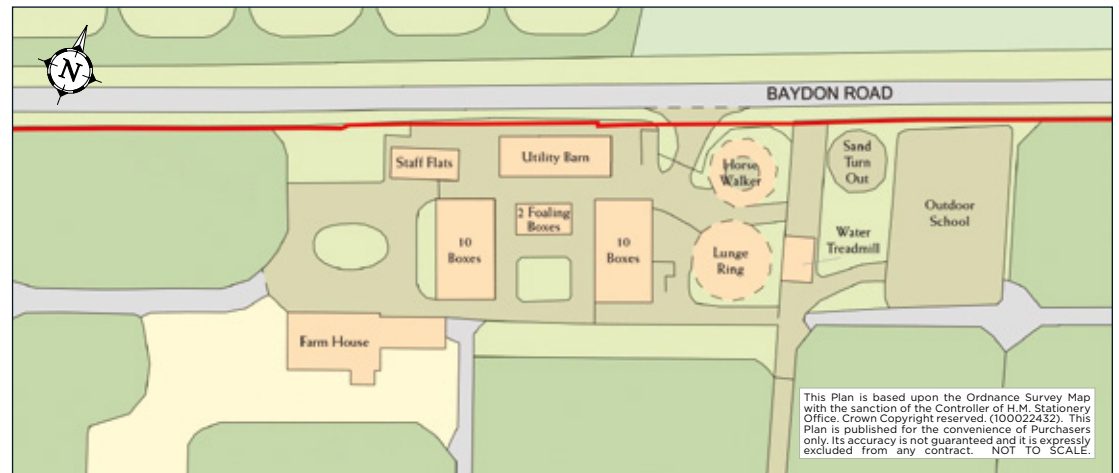 N
BAYDON ROAD
Staff Flats
Utility Barn
Horse
Walker
Sand
Turn
Out
10
Boxes
2 Foaling
Boxes
10
Boxes
Lunge
Ring
Water
Treadmill
Outdoor
School
Farm House
This Plan is based upon the Ordnance Survey Map
with the sanction of the Controller of H.M. Stationery
Office. Crown Copyright reserved. (100022432). This
Plan is published for the convenience of Purchasers
only. Its accuracy is not guaranteed and it is expressly
excluded from any contract. NOT TO SCALE.